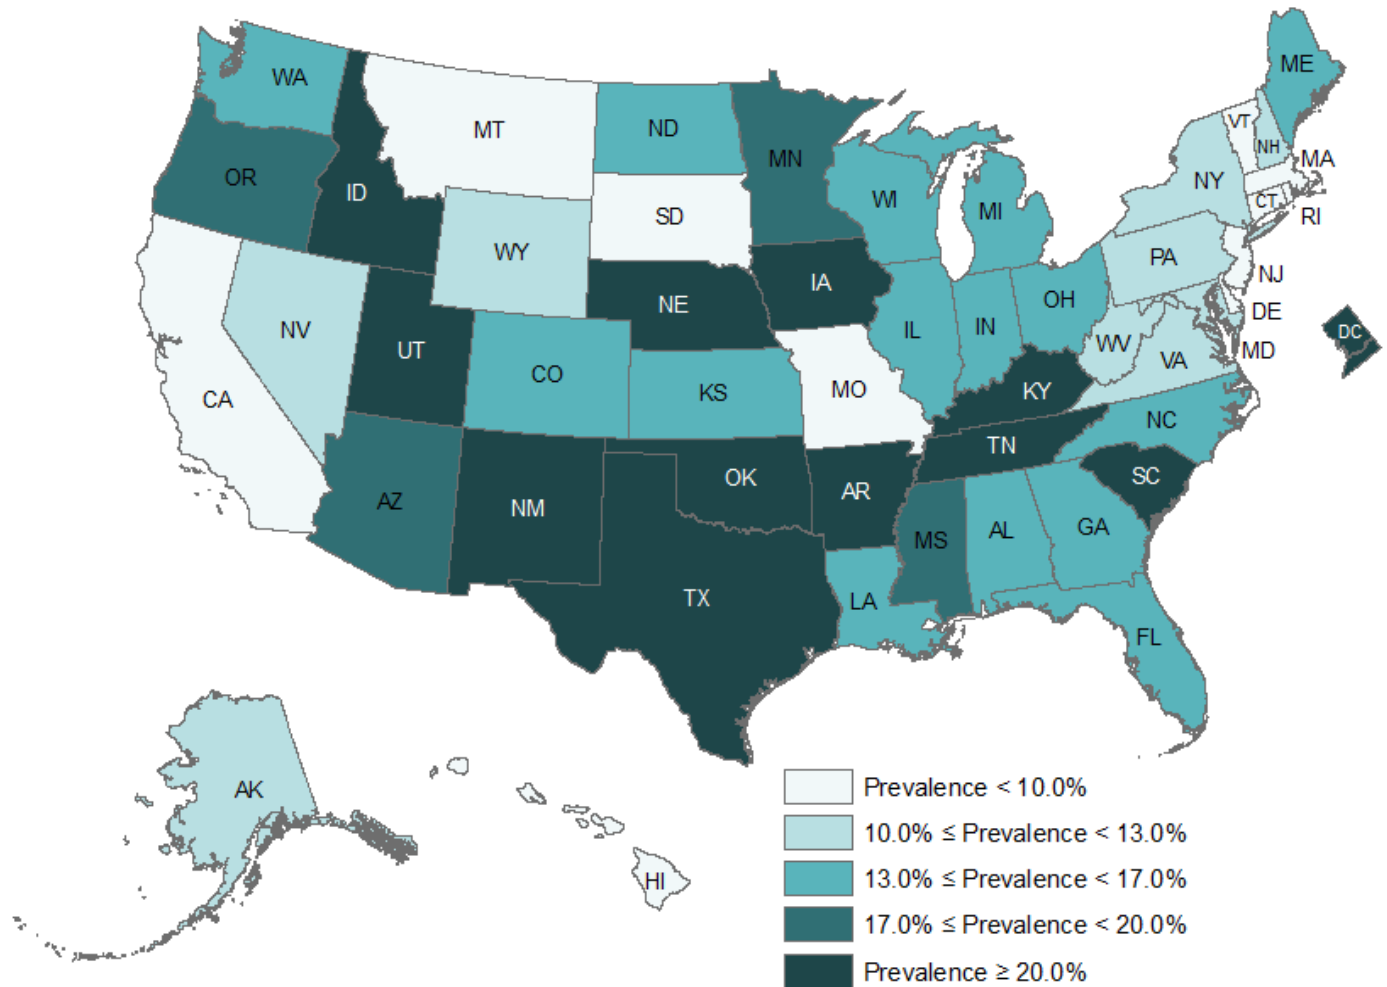 WA
MT
ND
MN
OR
ID
SD
WI
MI
NY
VT
NH
ME
MA
CT
RI
WY
NE
IA
PA
NJ
NV
UT
CO
KS
IL
IN
OH
DE
WV
MD
VA
DC
CA
MO
KY
NC
AZ
NM
OK
AR
TN
SC
MS
AL
GA
TX
LA
FL
AK
HI
Prevalence < 10.0%
10.0% ≤ Prevalence < 13.0%
13.0% ≤ Prevalence < 17.0%
17.0% ≤ Prevalence < 20.0%
Prevalence ≥ 20.0%